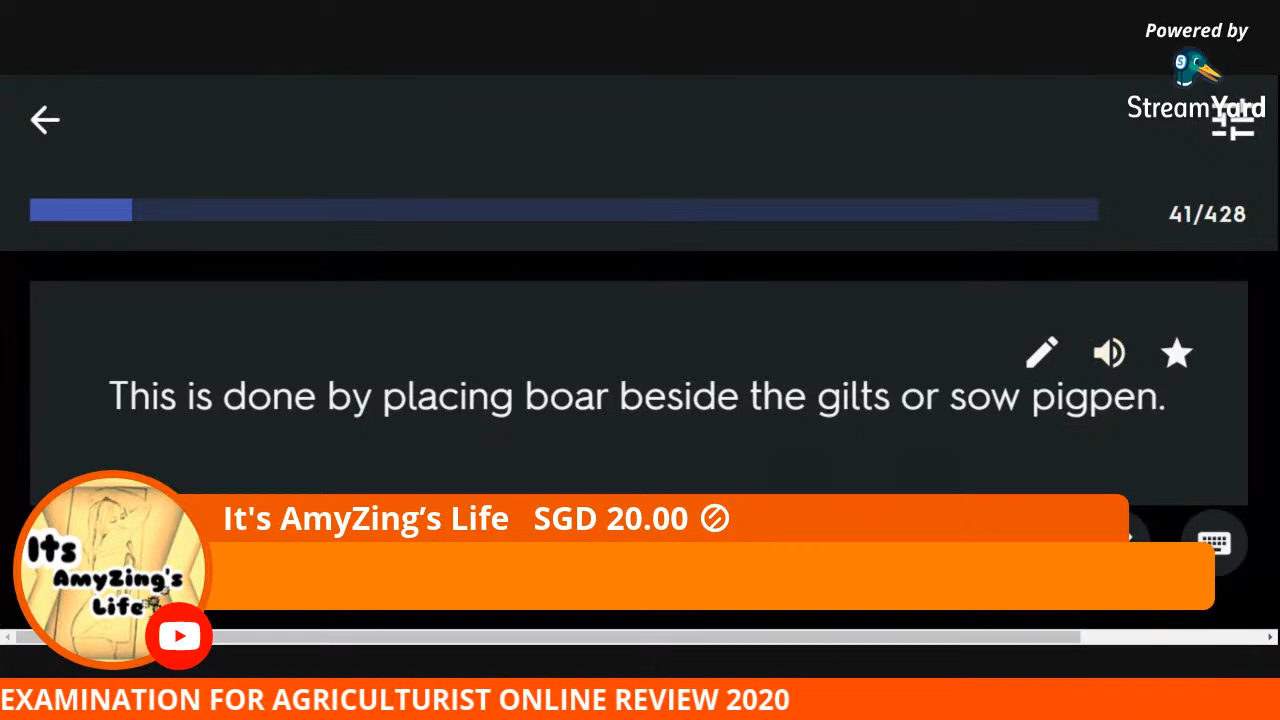 Powered by
StreamYard
41/428
This is done by placing boar beside the gilts or sow pigpen.
It's AmyZing’s Life SGD 20.00
Its
AmyZing's
Life
EXAMINATION FOR AGRICULTURIST ONLINE REVIEW 2020